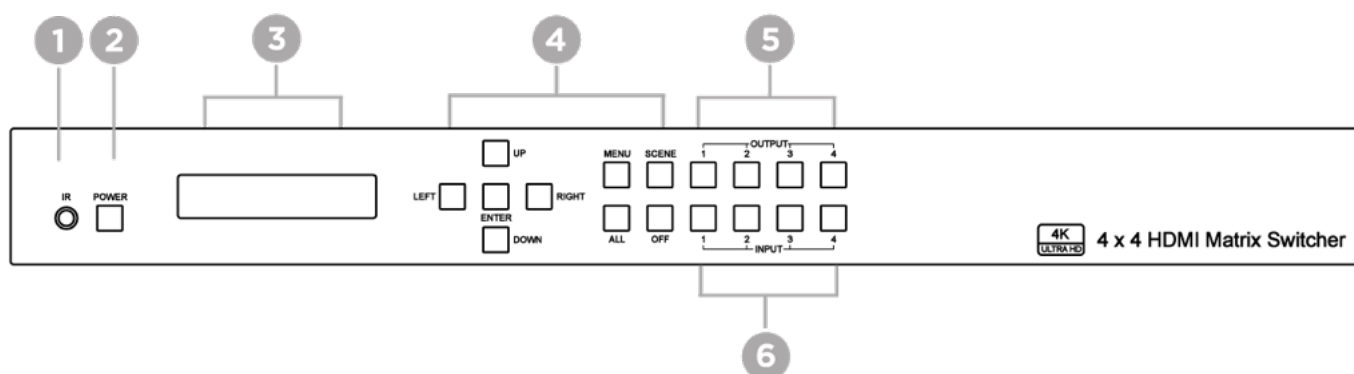 1
2
3
4
5
IR
POWER
UP
LEFT
RIGHT
ENTER
DOWN
MENU
SCENE
ALL
OFF
OUTPUT
1 2 3 4
1 2 3 4
INPUT
4K
ULTRA HD
4 x 4 HDMI Matrix Switcher
6